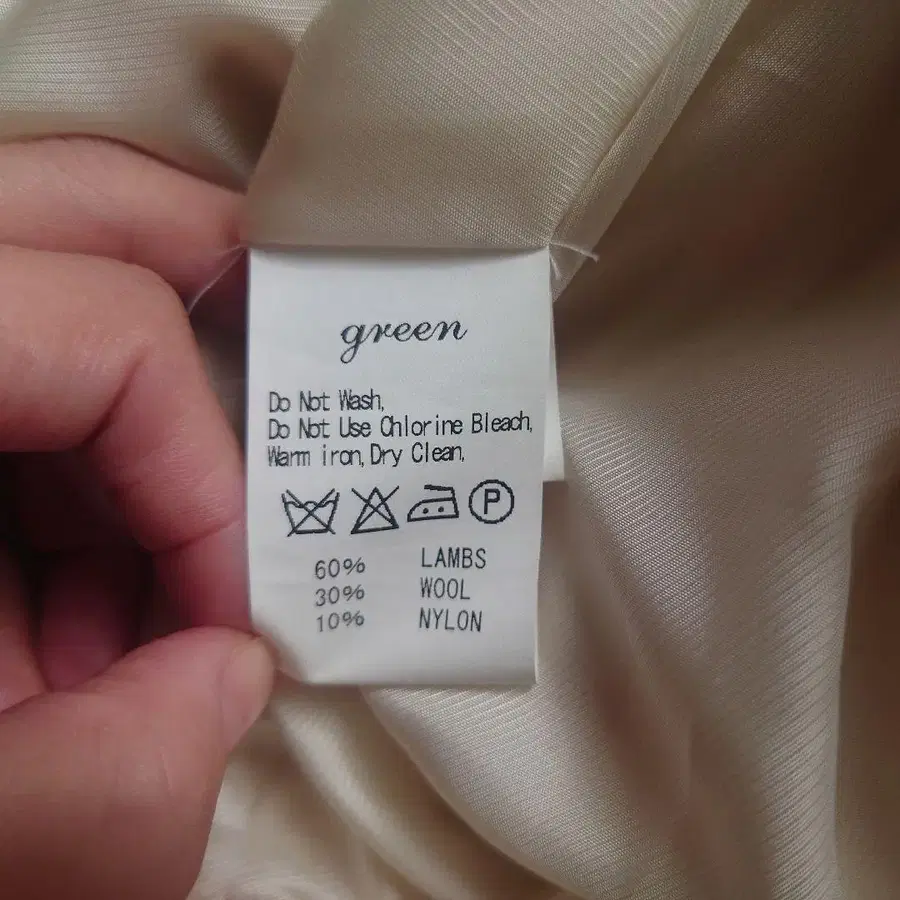 green
Do Not Wash,
Do Not Use Chlorine Bleach,
Warm iron, Dry Clean,
P
60% LAMBS
30% WOOL
10% NYLON